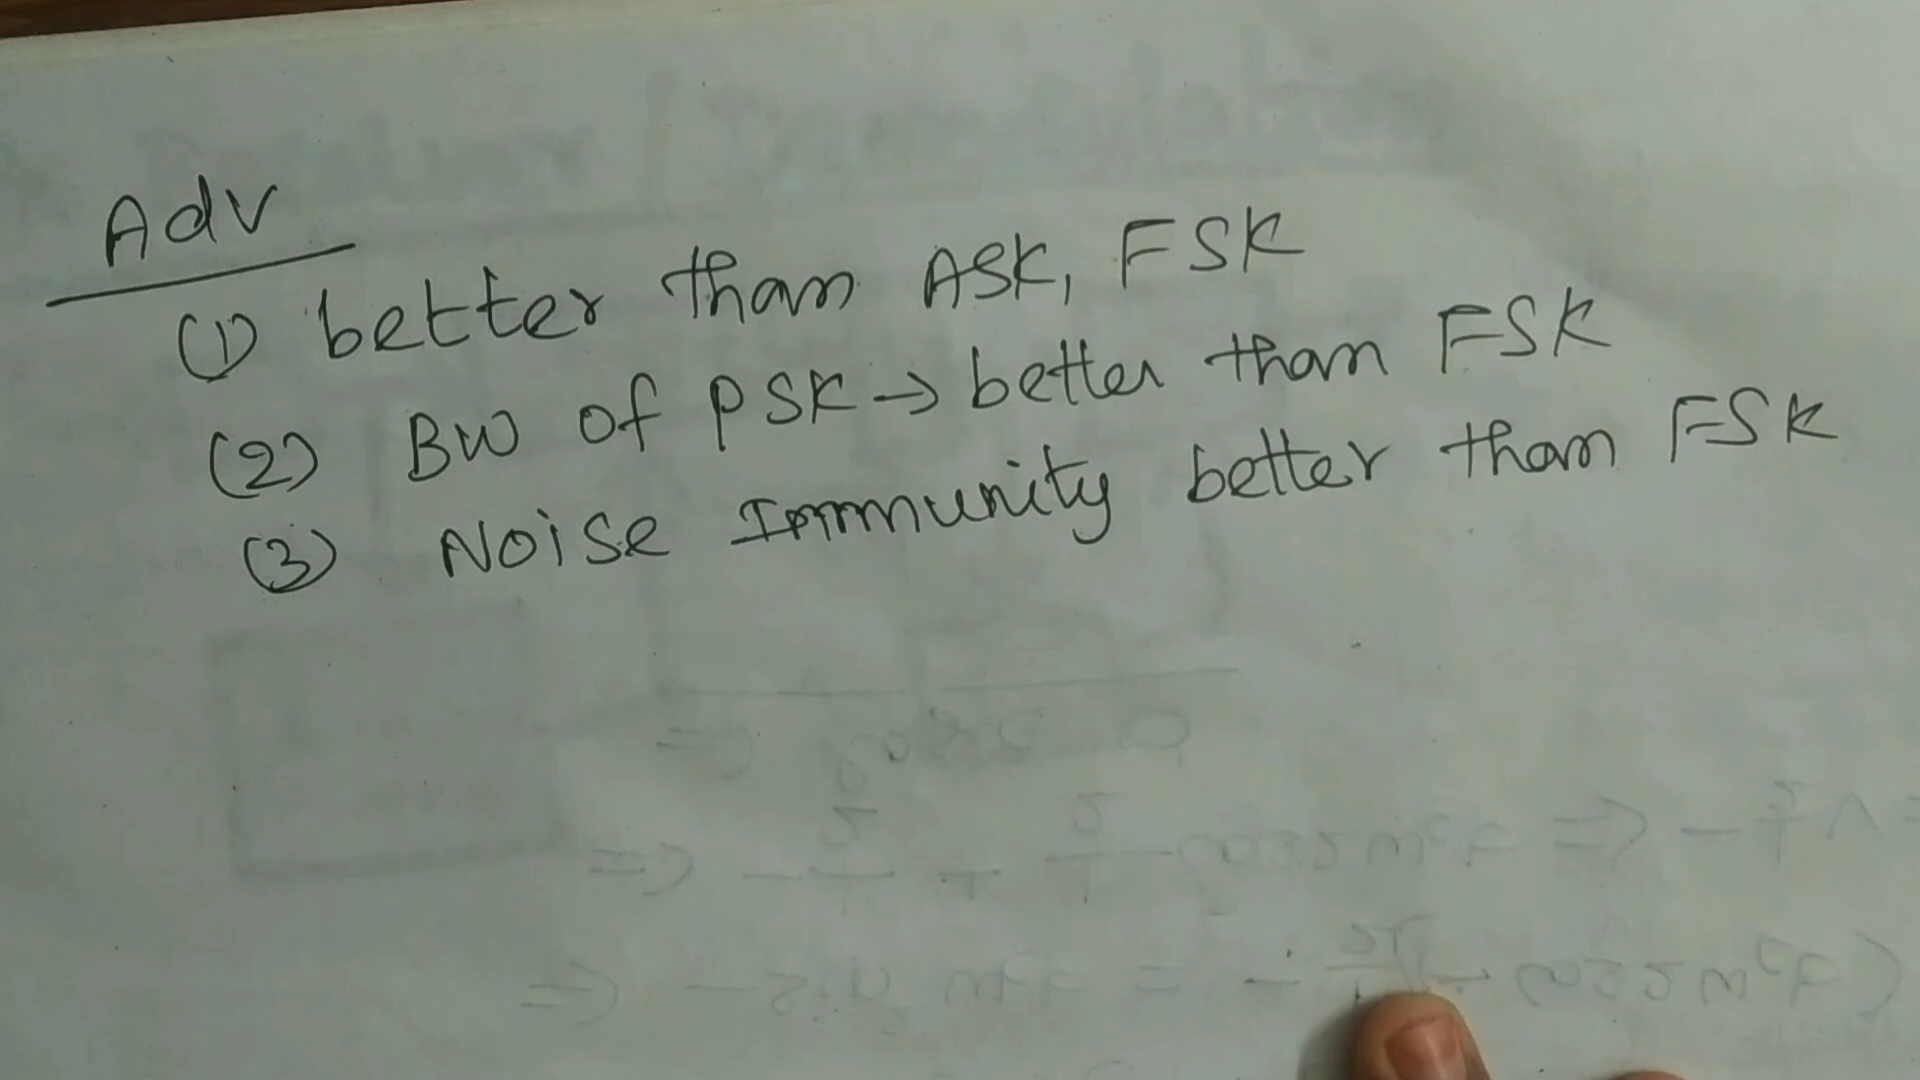 Adv
(1) better than ASK, FSK
(2) BW of PSK → better than FSK
(3) Noise Immunity better than FSK